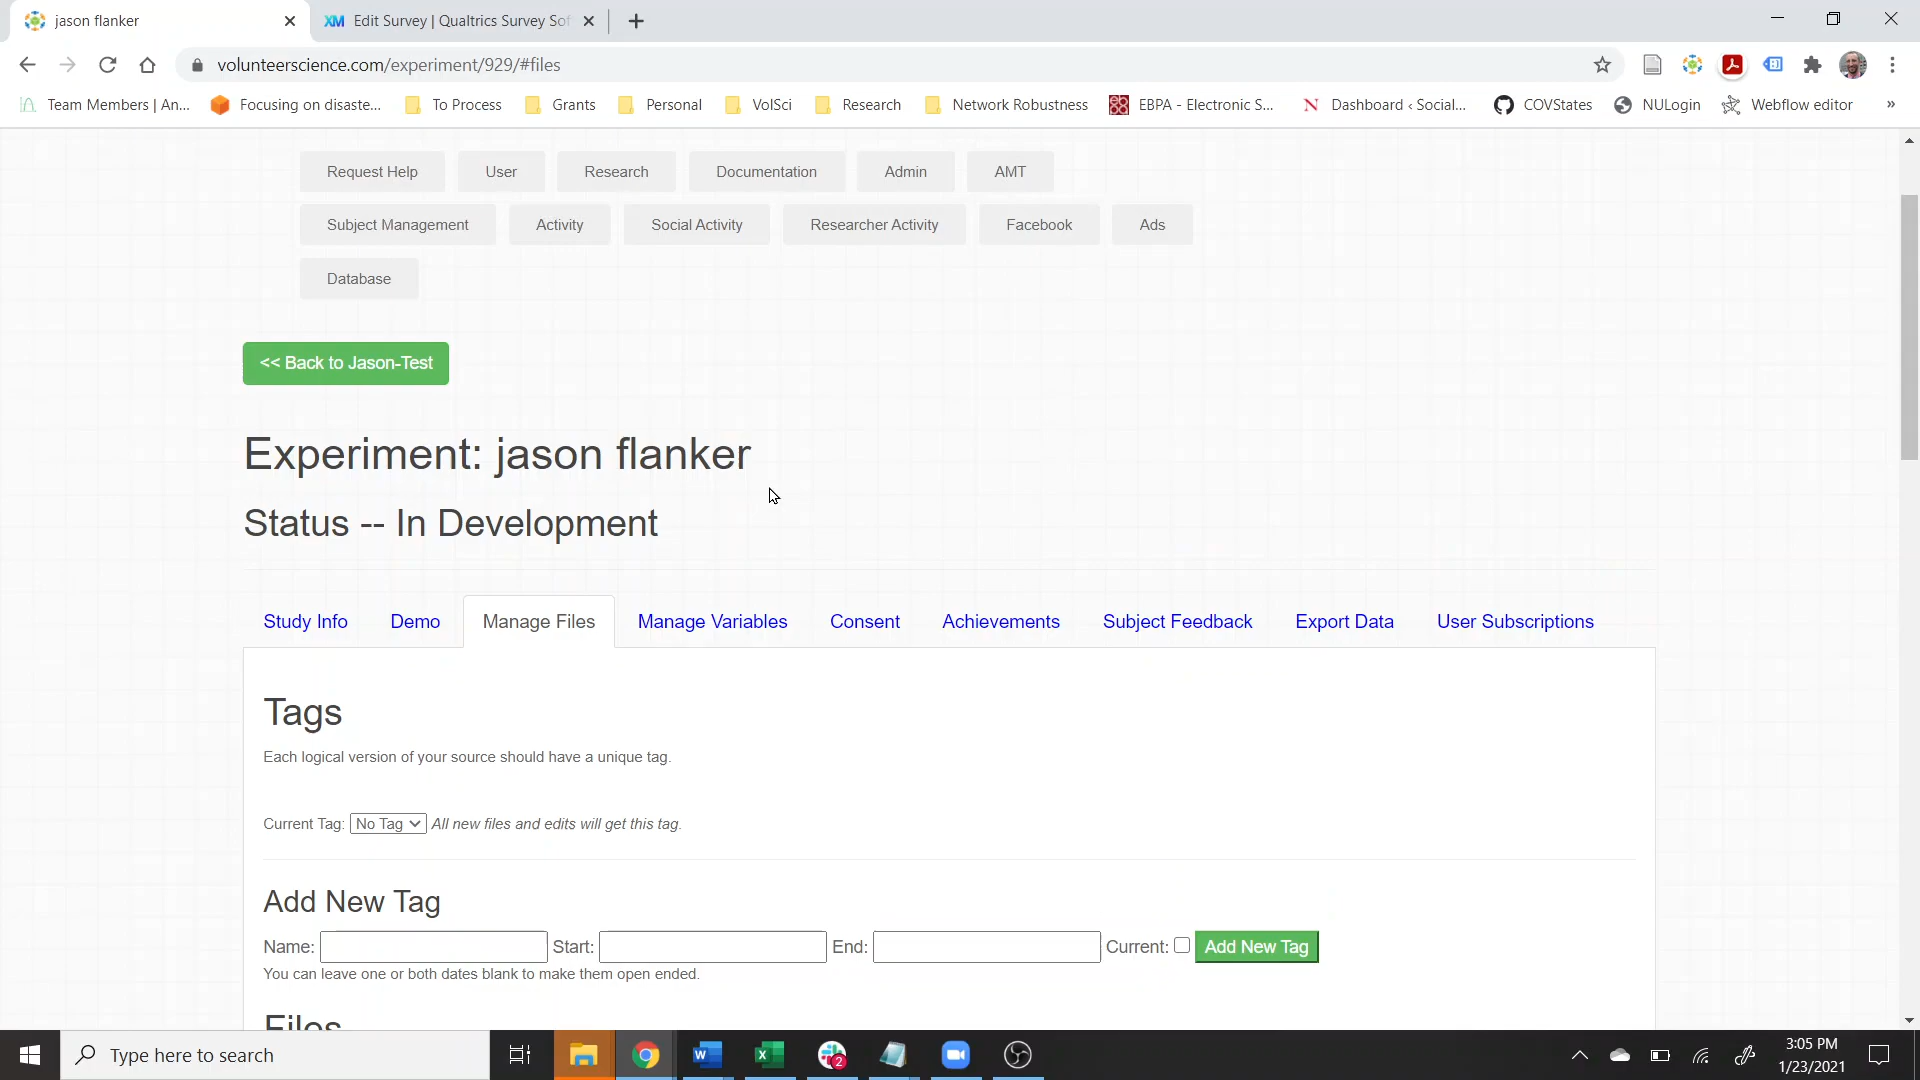 jason flanker
XM Edit Survey | Qualtrics Survey Sof
volunteerscience.com/experiment/929/#files
Team Members | An... Focusing on disaste... To Process Grants Personal VolSci Research Network Robustness EBPA - Electronic S... Dashboard ‹ Social... COVStates NULogin Webflow editor »
Request Help User Research Documentation Admin AMT
Subject Management Activity Social Activity Researcher Activity Facebook Ads
Database
<< Back to Jason-Test
Experiment: jason flanker
Status -- In Development
Study Info Demo Manage Files Manage Variables Consent Achievements Subject Feedback Export Data User Subscriptions
Tags
Each logical version of your source should have a unique tag.
Current Tag: No Tag All new files and edits will get this tag.
Add New Tag
Name: Start: End: Current: Add New Tag
You can leave one or both dates blank to make them open ended.
Files
Type here to search
2
3:05 PM
1/23/2021